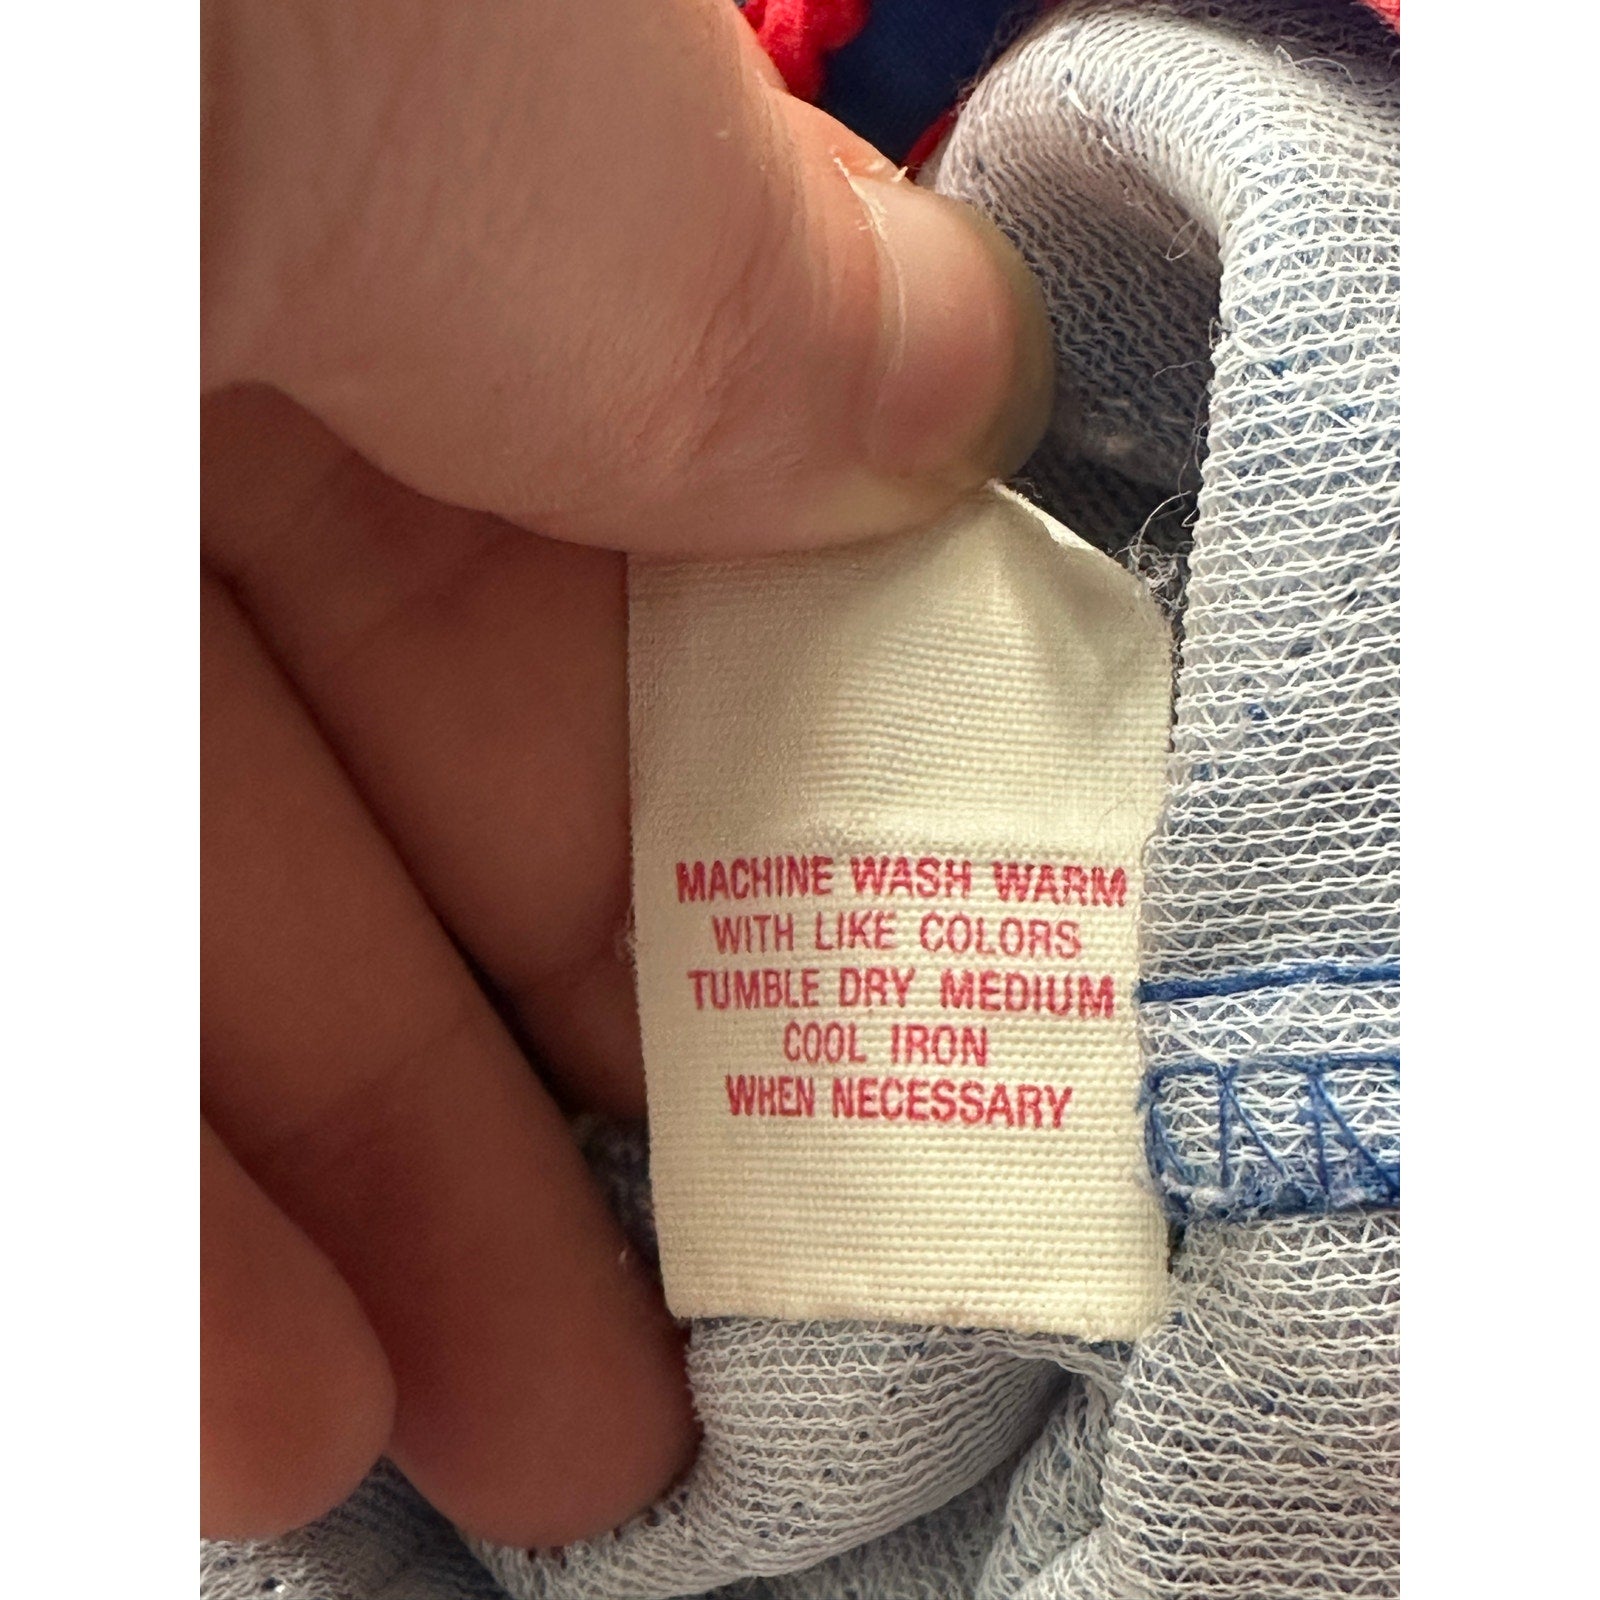 MACHINE WASH WARM
WITH LIKE COLORS
TUMBLE DRY MEDIUM
COOL IRON
WHEN NECESSARY